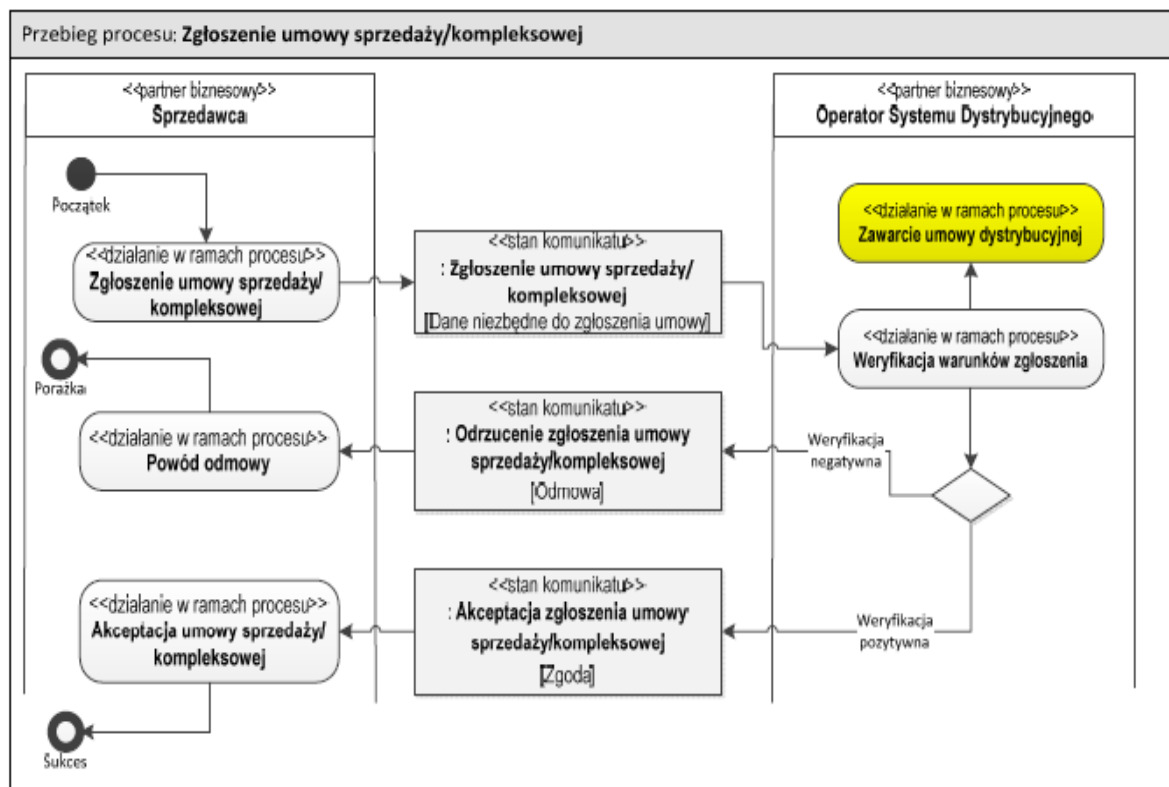 Przebieg procesu: Zgłoszenie umowy sprzedaży/kompleksowej
<<partner biznesowy>>
Sprzedawca
<<partner biznesowy>>
Operator Systemu Dystrybucyjnego
Początek
<<działanie w ramach procesu>>
Zgłoszenie umowy sprzedaży/
kompleksowej
<<stan komunikatu>>
: Zgłoszenie umowy sprzedaży/
kompleksowej
[Dane niezbędne do zgłoszenia umowy]
<<działanie w ramach procesu>>
Zawarcie umowy dystrybucyjnej
<<działanie w ramach procesu>>
Weryfikacja warunków zgłoszenia
Porażka
<<działanie w ramach procesu>>
Powód odmowy
<<stan komunikatu>>
: Odrzucenie zgłoszenia umowy
sprzedaży/kompleksowej
[Odmowa]
Weryfikacja
negatywna
<<działanie w ramach procesu>>
Akceptacja umowy sprzedaży/
kompleksowej
<<stan komunikatu>>
: Akceptacja zgłoszenia umowy
sprzedaży/kompleksowej
[Zgoda]
Weryfikacja
pozytywna
Sukces